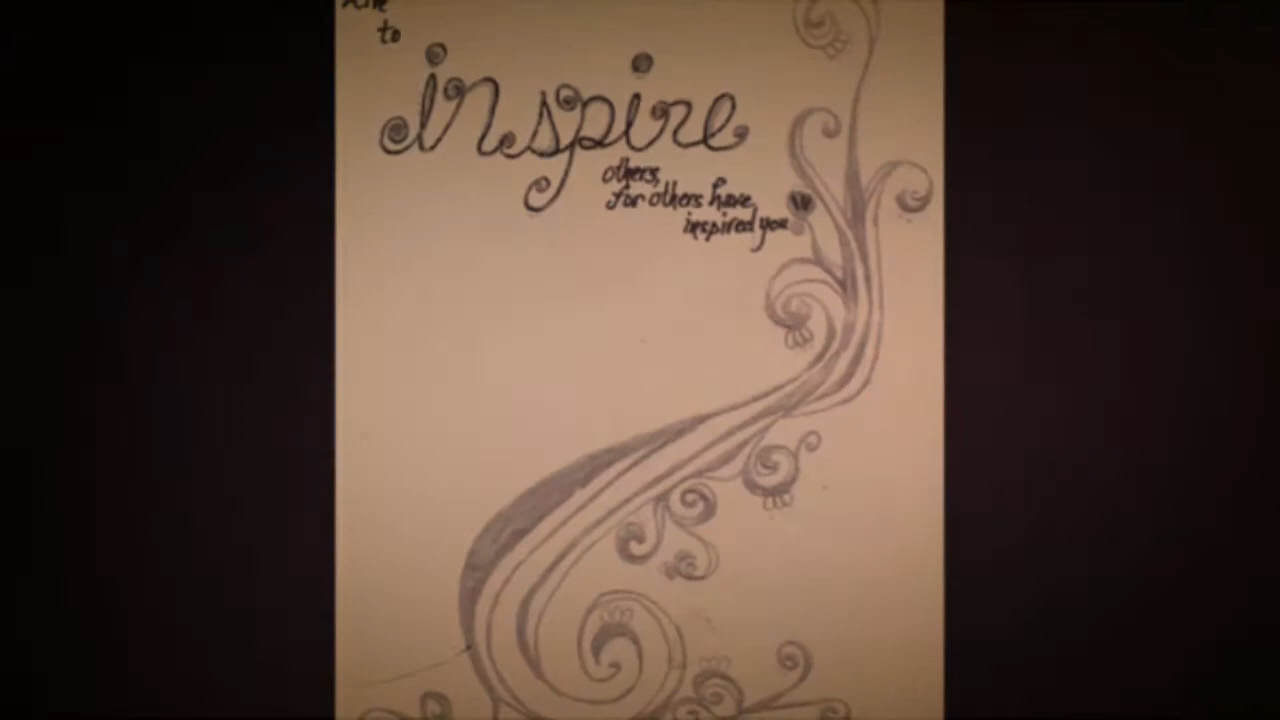 to
inspire
others,
for others have
inspired you